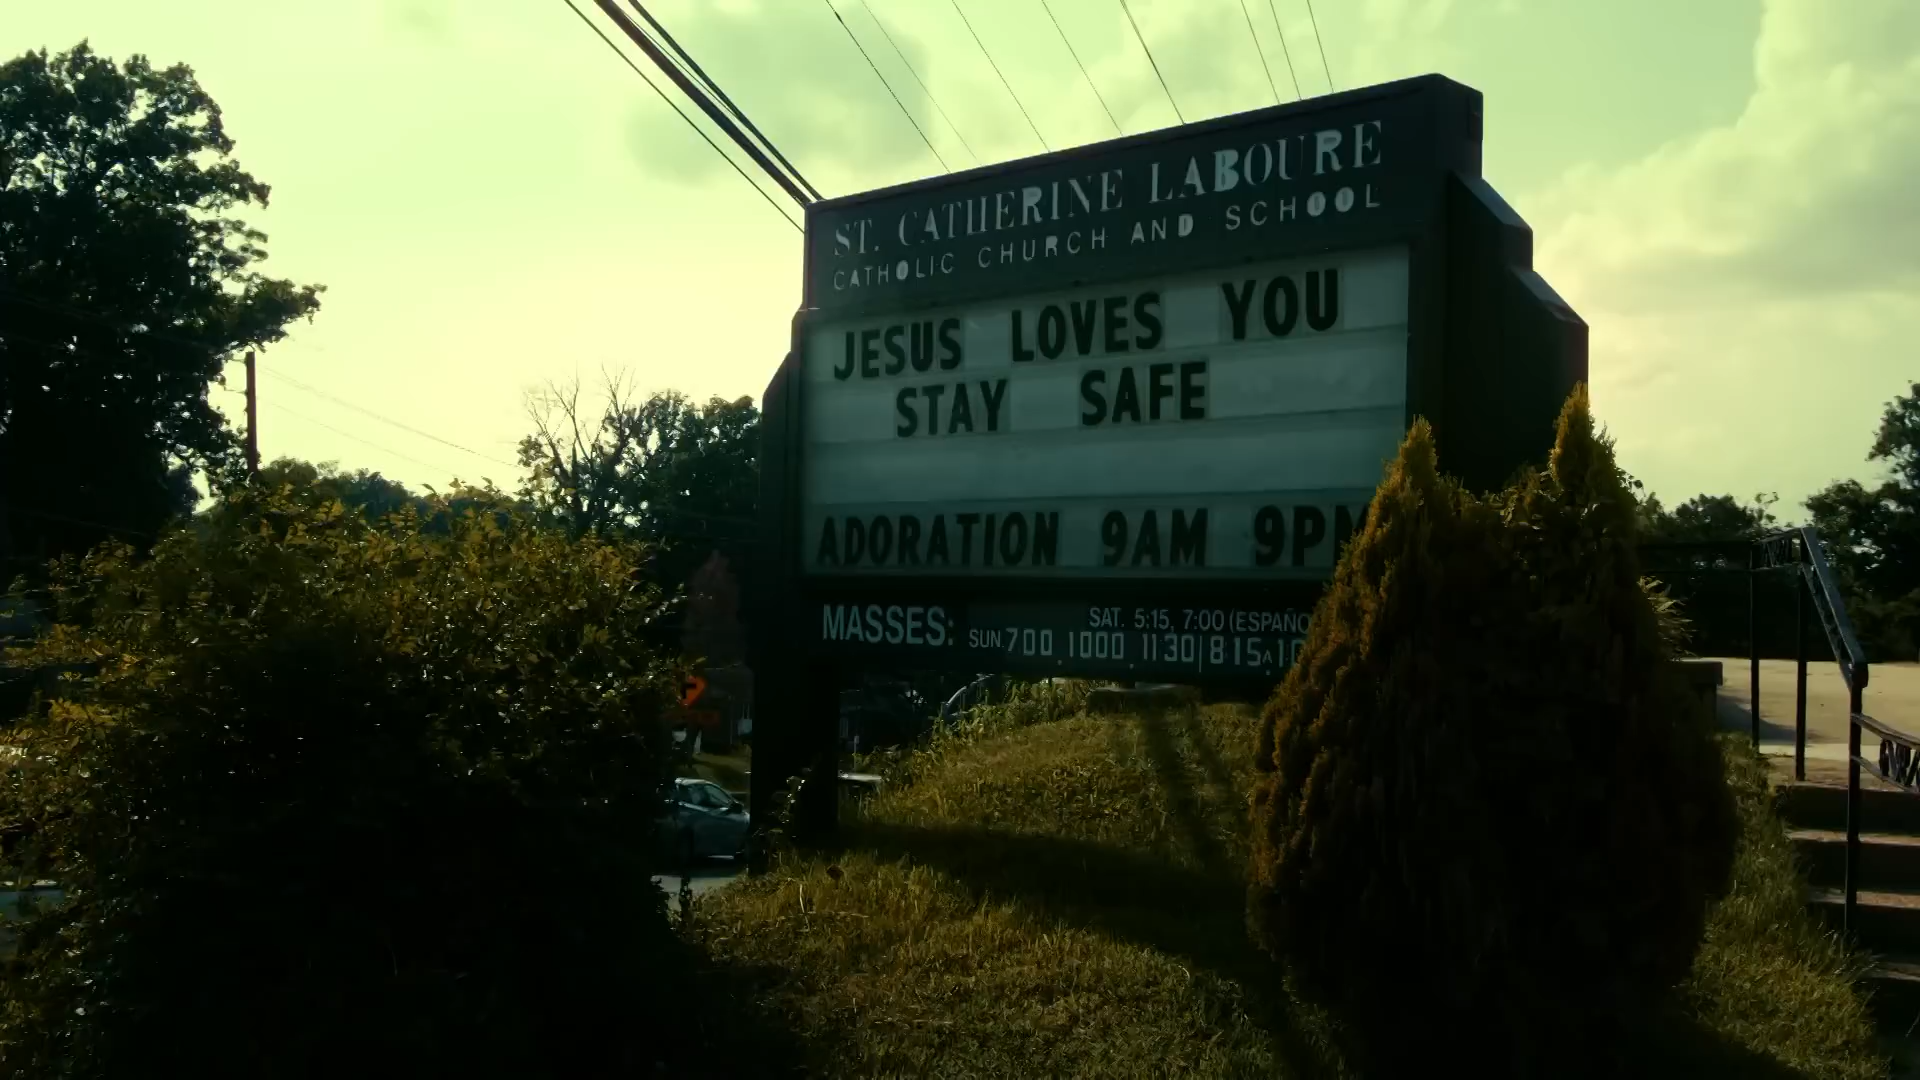 ST. CATHERINE LABOURE
CATHOLIC CHURCH AND SCHOOL
JESUS LOVES YOU
STAY SAFE
ADORATION 9AM 9PM
MASSES: SAT. 5:15, 7:00 (ESPAÑO
SUN. 700, 1000, 1130|815